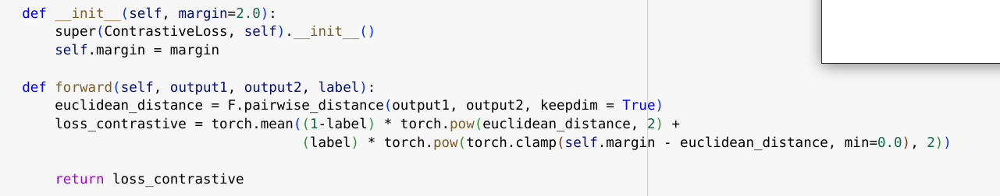 def __init__(self, margin=2.0):
    super(ContrastiveLoss, self).__init__()
    self.margin = margin

def forward(self, output1, output2, label):
    euclidean_distance = F.pairwise_distance(output1, output2, keepdim = True)
    loss_contrastive = torch.mean((1-label) * torch.pow(euclidean_distance, 2) +
                                  (label) * torch.pow(torch.clamp(self.margin - euclidean_distance, min=0.0), 2))

    return loss_contrastive